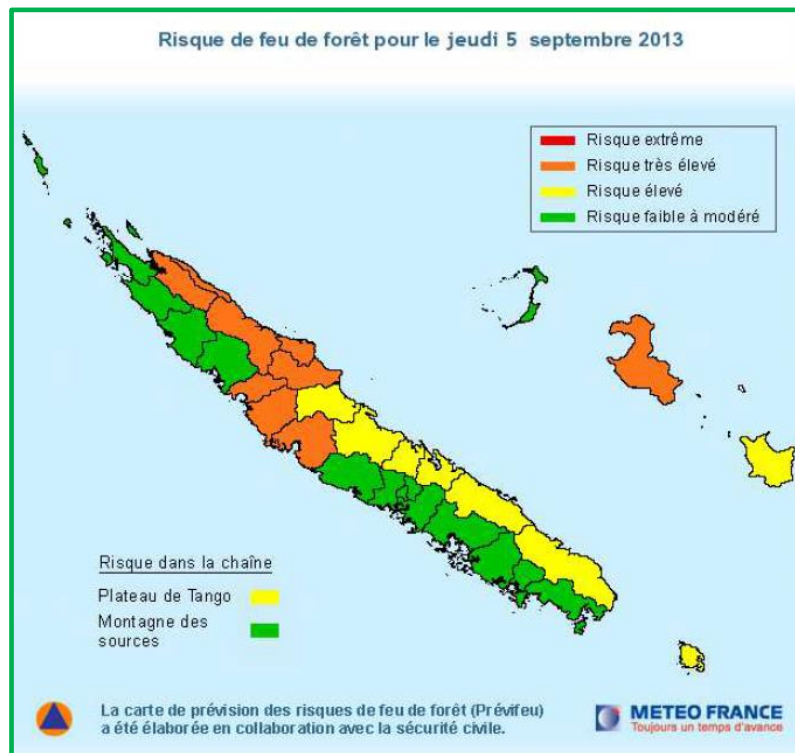 Risque de feu de forêt pour le jeudi 5 septembre 2013
Risque extrême
Risque très élevé
Risque élevé
Risque faible à modéré
Risque dans la chaîne
Plateau de Tango
Montagne des
sources
La carte de prévision des risques de feu de forêt (Prévifeu)
a été élaborée en collaboration avec la sécurité civile.
METEO FRANCE
Toujours un temps d'avance